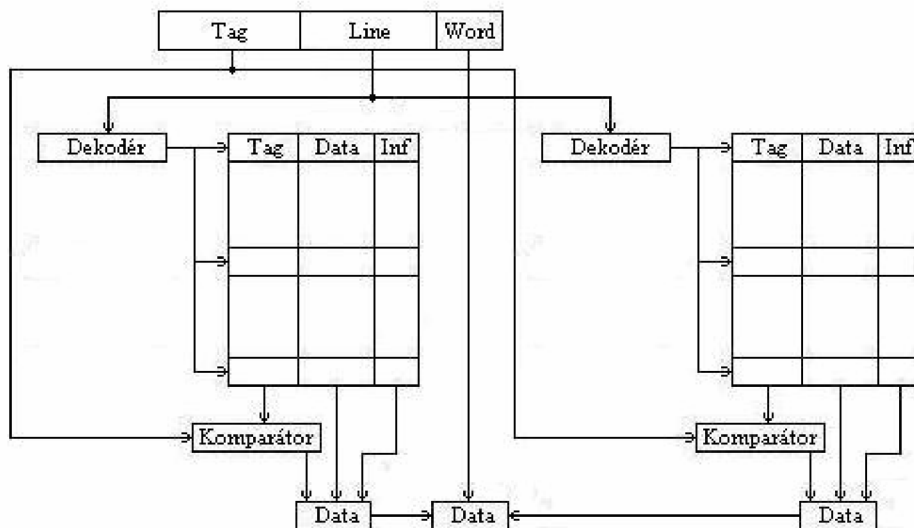 Tag Line Word
Dekodér Tag Data Inf Dekodér Tag Data Inf
Komparátor Komparátor
Data Data Data